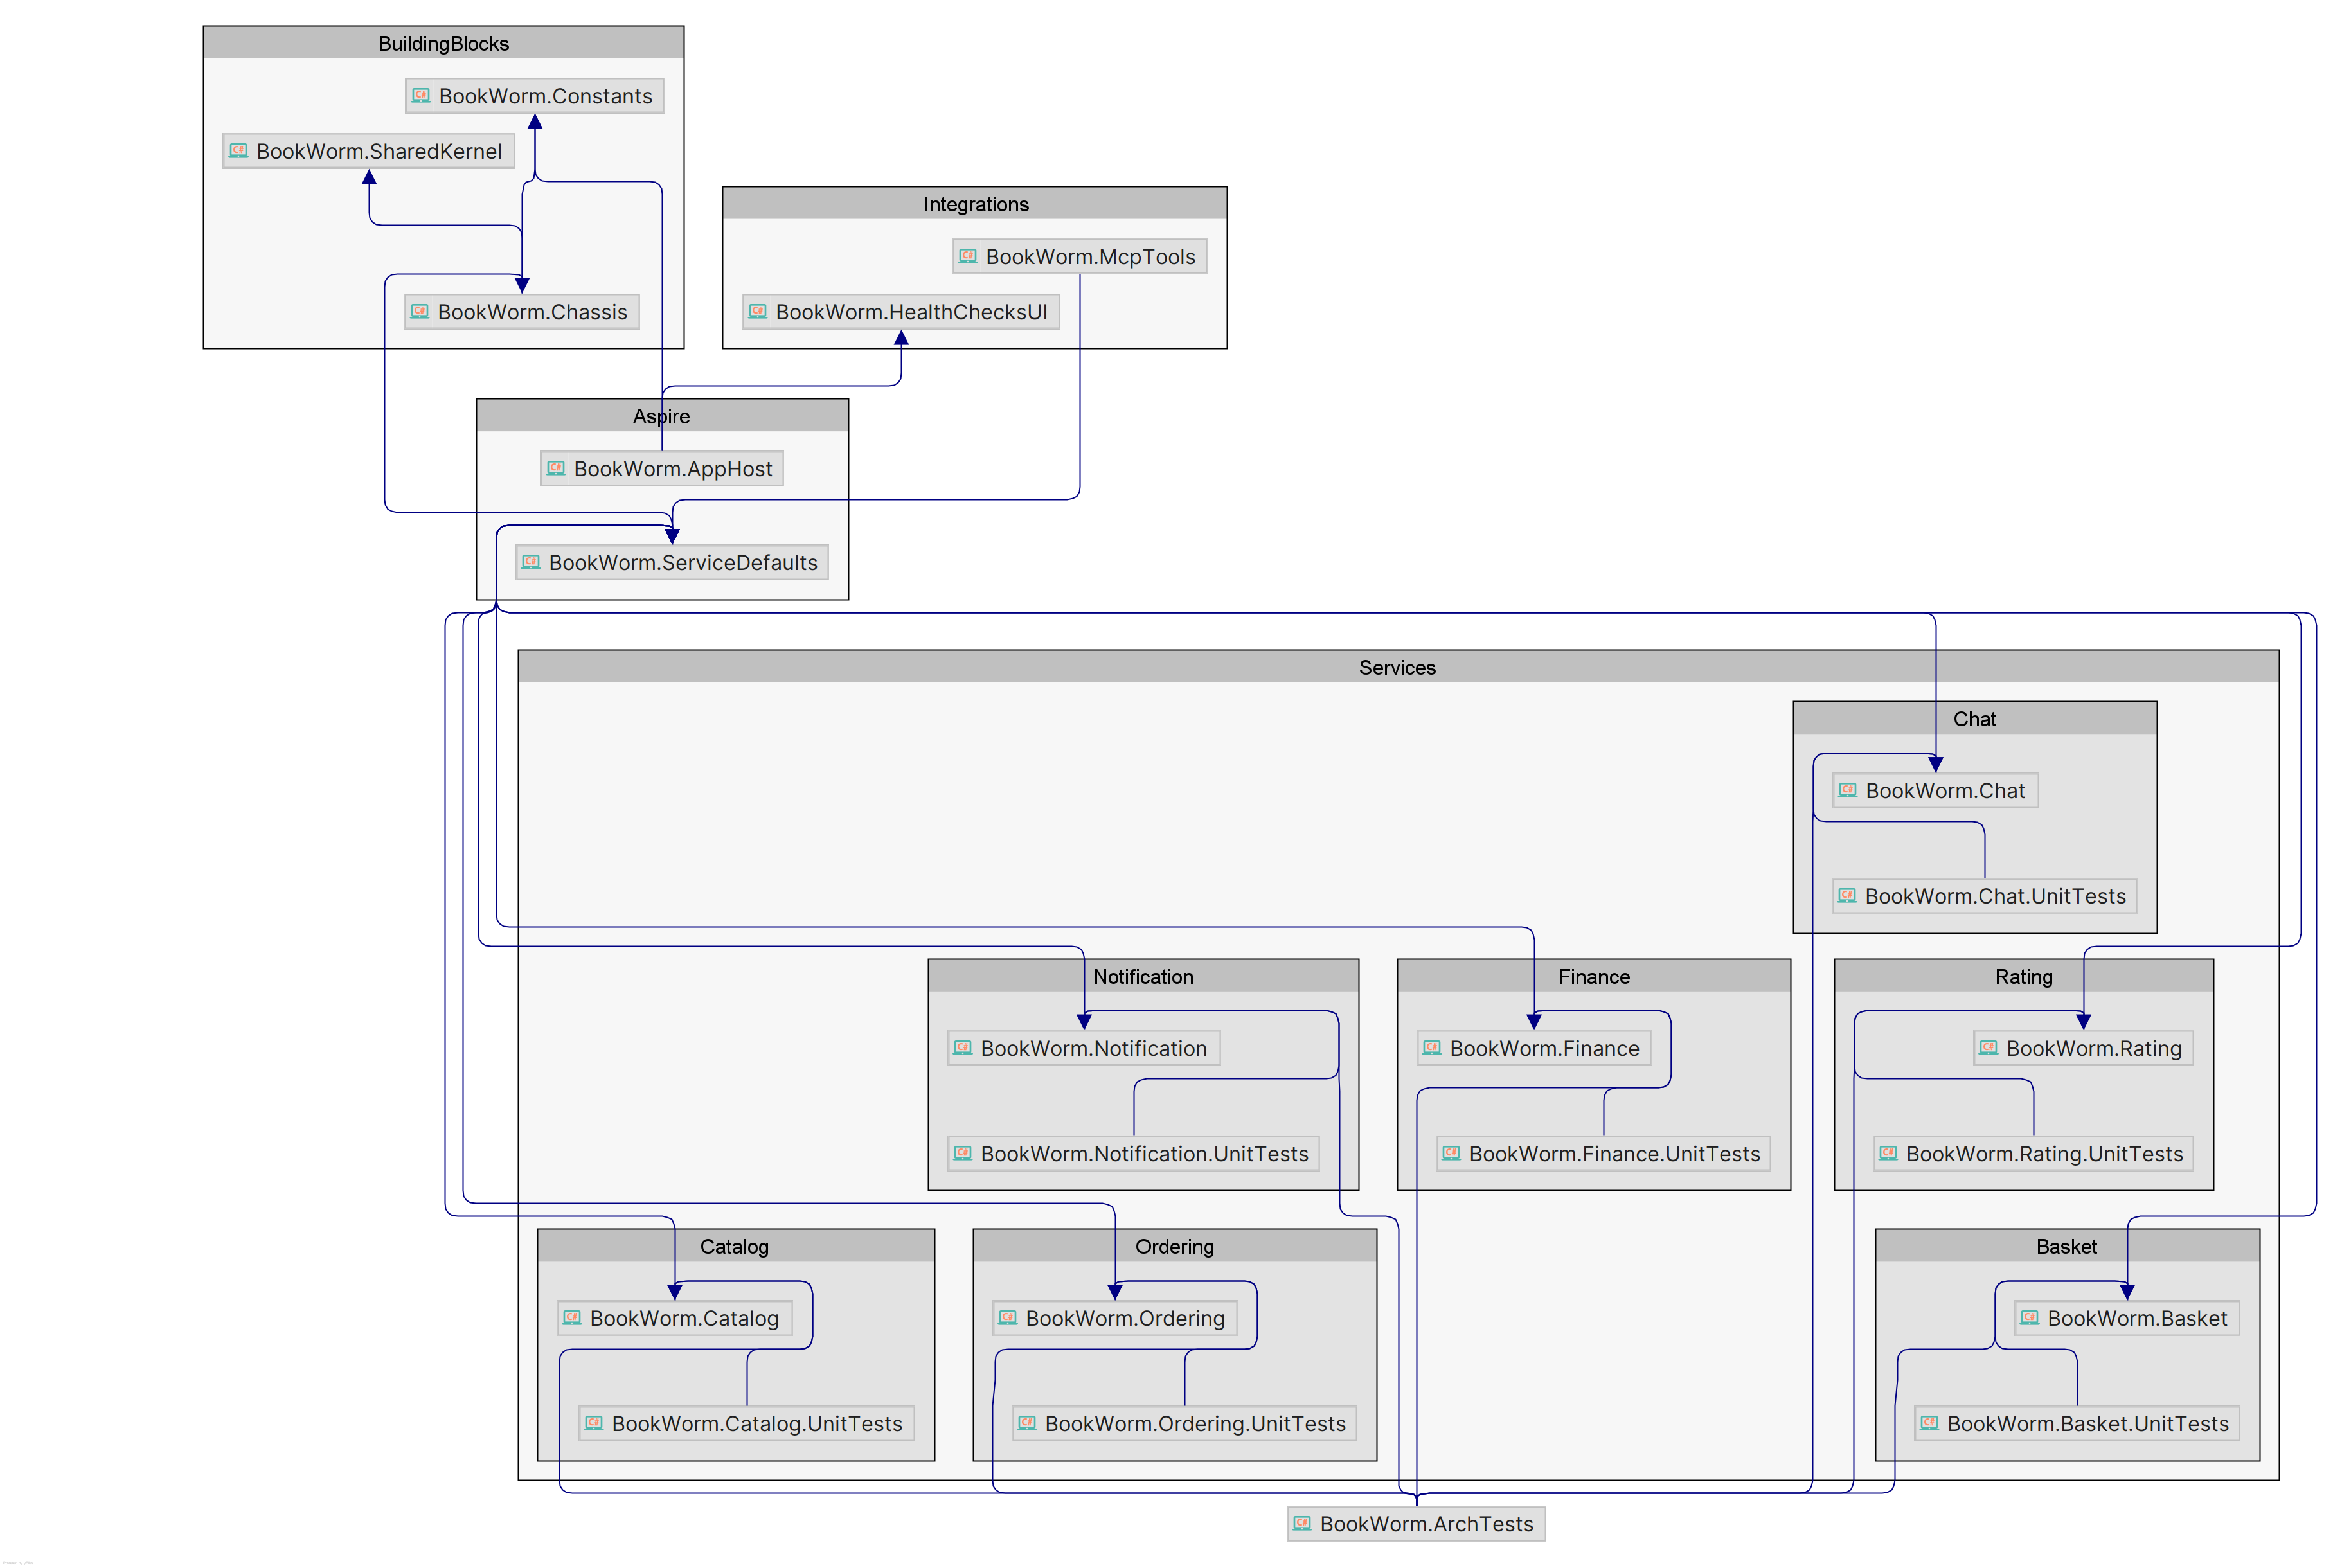 BuildingBlocks
BookWorm.Constants
BookWorm.SharedKernel
BookWorm.Chassis
Integrations
BookWorm.McpTools
BookWorm.HealthChecksUI
Aspire
BookWorm.AppHost
BookWorm.ServiceDefaults
Services
Chat
BookWorm.Chat
BookWorm.Chat.UnitTests
Notification
BookWorm.Notification
BookWorm.Notification.UnitTests
Finance
BookWorm.Finance
BookWorm.Finance.UnitTests
Rating
BookWorm.Rating
BookWorm.Rating.UnitTests
Catalog
BookWorm.Catalog
BookWorm.Catalog.UnitTests
Ordering
BookWorm.Ordering
BookWorm.Ordering.UnitTests
Basket
BookWorm.Basket
BookWorm.Basket.UnitTests
BookWorm.ArchTests